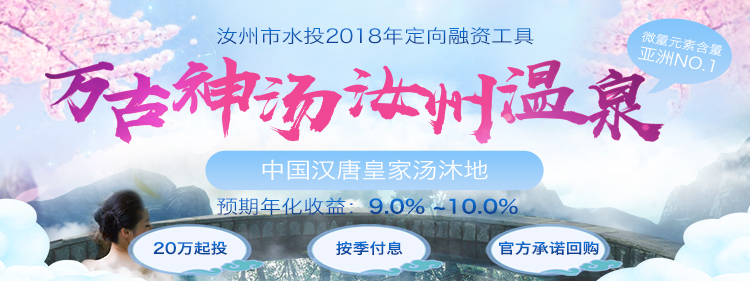 汝州市水投2018年定向融资工具
微量元素含量
亚洲NO.1
万古神汤汝州温泉
中国汉唐皇家汤沐地
预期年化收益：9.0% ~10.0%
20万起投
按季付息
官方承诺回购